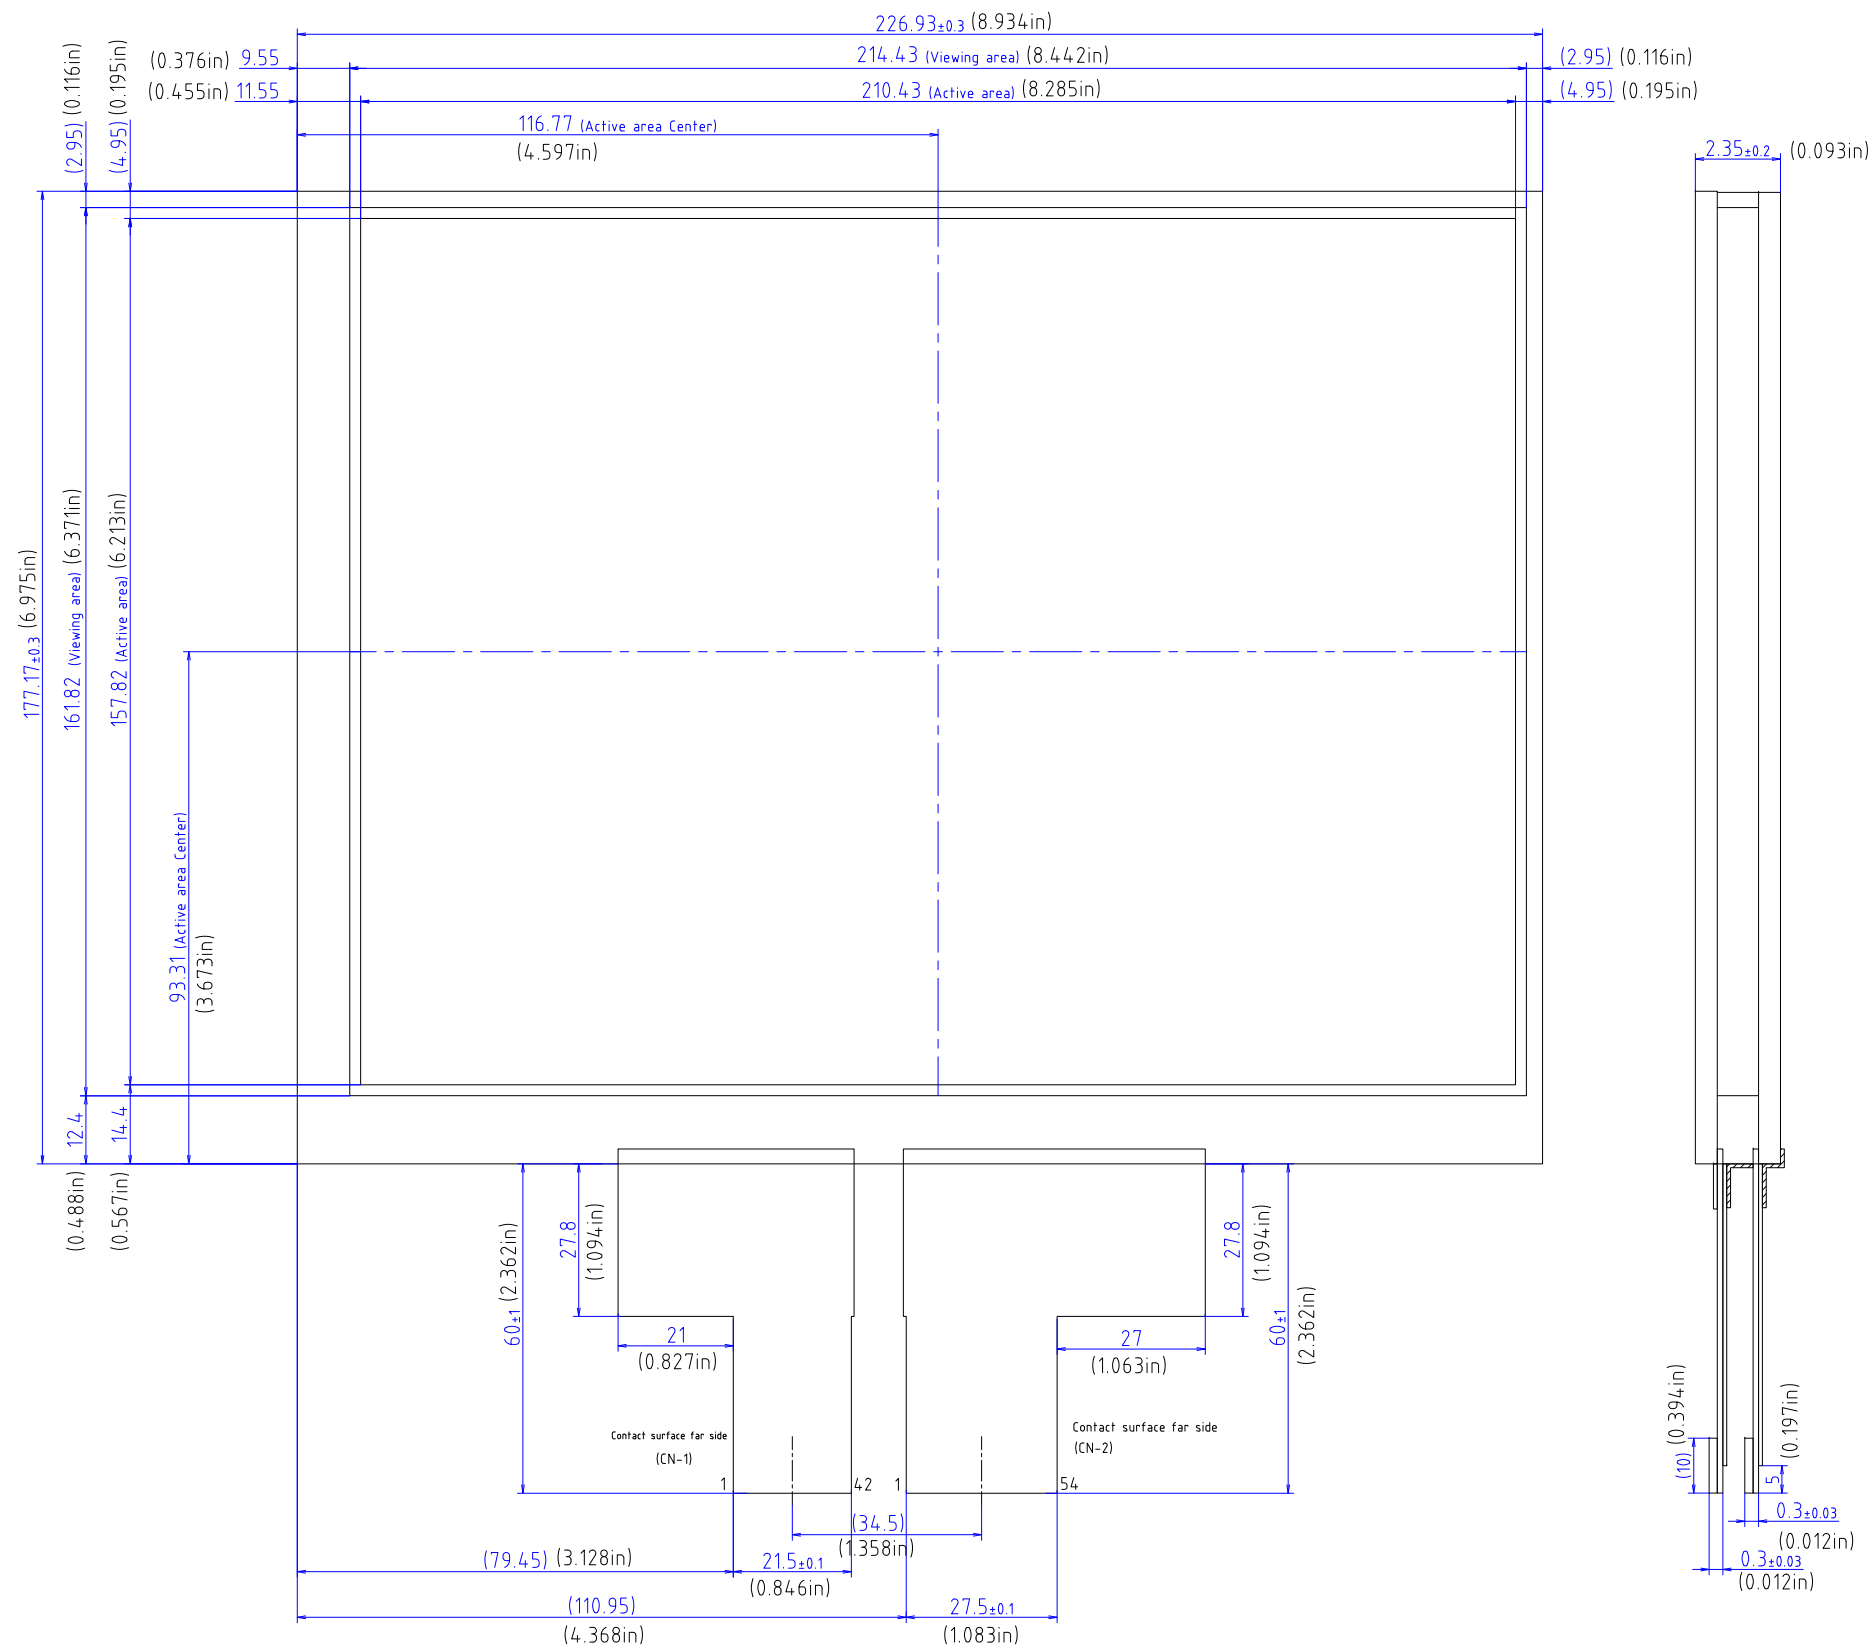 226.93±0.3 (8.934in)
(0.376in) 9.55
214.43 (Viewing area) (8.442in)
(2.95) (0.116in)
(0.455in) 11.55
210.43 (Active area) (8.285in)
(4.95) (0.195in)
116.77 (Active area Center)
(4.597in)
(2.95) (0.116in)
(4.95) (0.195in)
2.35±0.2 (0.093in)
177.17±0.3 (6.975in)
161.82 (Viewing area) (6.371in)
157.82 (Active area) (6.213in)
93.31 (Active area Center)
(3.673in)
12.4
(0.488in)
14.4
(0.567in)
60±1 (2.362in)
27.8
(1.094in)
27.8
(1.094in)
60±1
(2.362in)
21
(0.827in)
27
(1.063in)
Contact surface far side
(CN-1)
Contact surface far side
(CN-2)
1
42
1
54
(34.5)
(1.358in)
(79.45) (3.128in)
21.5±0.1
(0.846in)
(110.95)
(4.368in)
27.5±0.1
(1.083in)
(10)
(0.394in)
5
(0.197in)
0.3±0.03
(0.012in)
0.3±0.03
(0.012in)